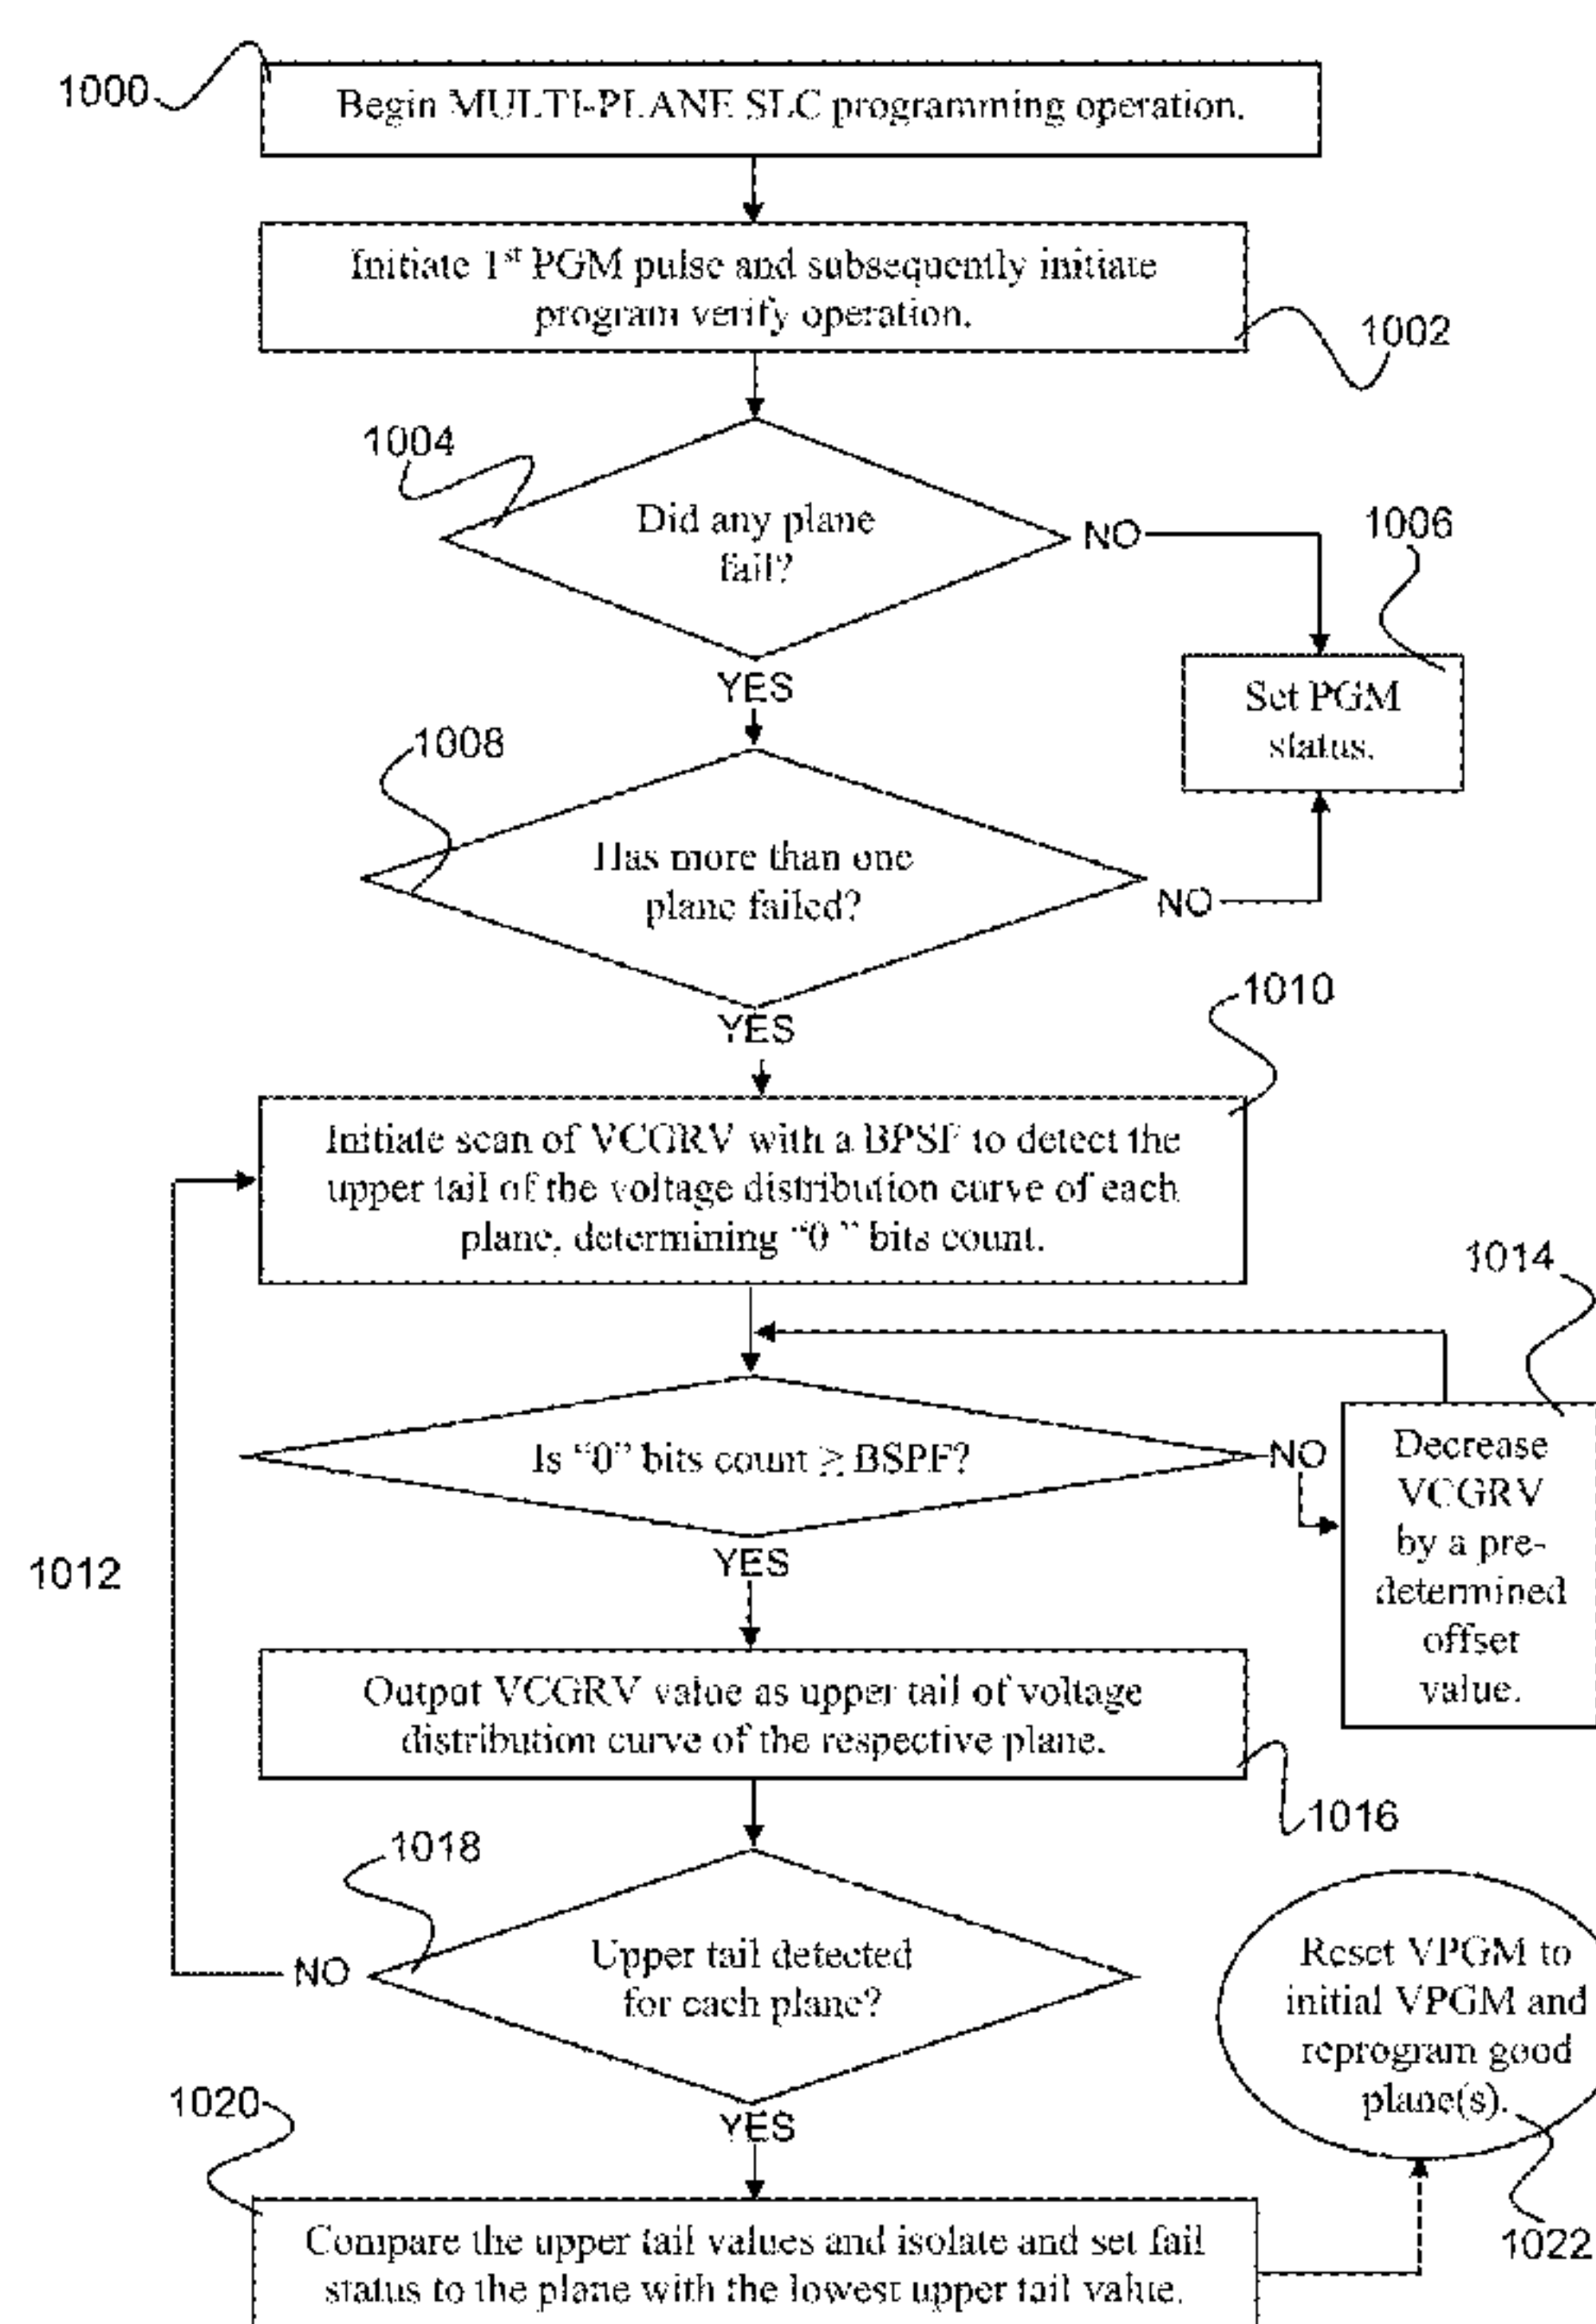 1000
Begin MULTI-PLANE SLC programming operation.
Initiate 1st PGM pulse and subsequently initiate
program verify operation.
1002
1004
Did any plane
fail?
NO
1006
YES
Set PGM
status.
1008
Has more than one
plane failed?
NO
YES
1010
Initiate scan of VCGRV with a BPSF to detect the
upper tail of the voltage distribution curve of each
plane, determining “0 ” bits count.
1014
Is “0” bits count ≥ BSPF?
NO
Decrease
VCGRV
by a pre-
determined
offset
value.
YES
1012
Output VCGRV value as upper tail of voltage
distribution curve of the respective plane.
1016
1018
Upper tail detected
for each plane?
NO
YES
Reset VPGM to
initial VPGM and
reprogram good
plane(s).
1020
1022
Compare the upper tail values and isolate and set fail
status to the plane with the lowest upper tail value.